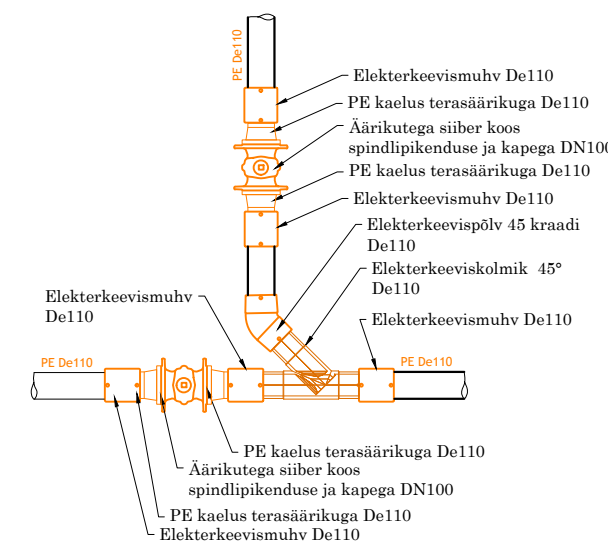 PE De110
Elekterkeevismuhv De110
PE kaelus terasäärikuga De110
Äärikutega siiber koos
spindlipikenduse ja kapega DN100
PE kaelus terasäärikuga De110
Elekterkeevismuhv De110
Elekterkeevispõlv 45 kraadi
De110
Elekterkeeviskolmik 45°
De110
Elekterkeevismuhv
De110
Elekterkeevismuhv De110
PE De110
PE De110
PE kaelus terasäärikuga De110
Äärikutega siiber koos
spindlipikenduse ja kapega DN100
PE kaelus terasäärikuga De110
Elekterkeevismuhv De110